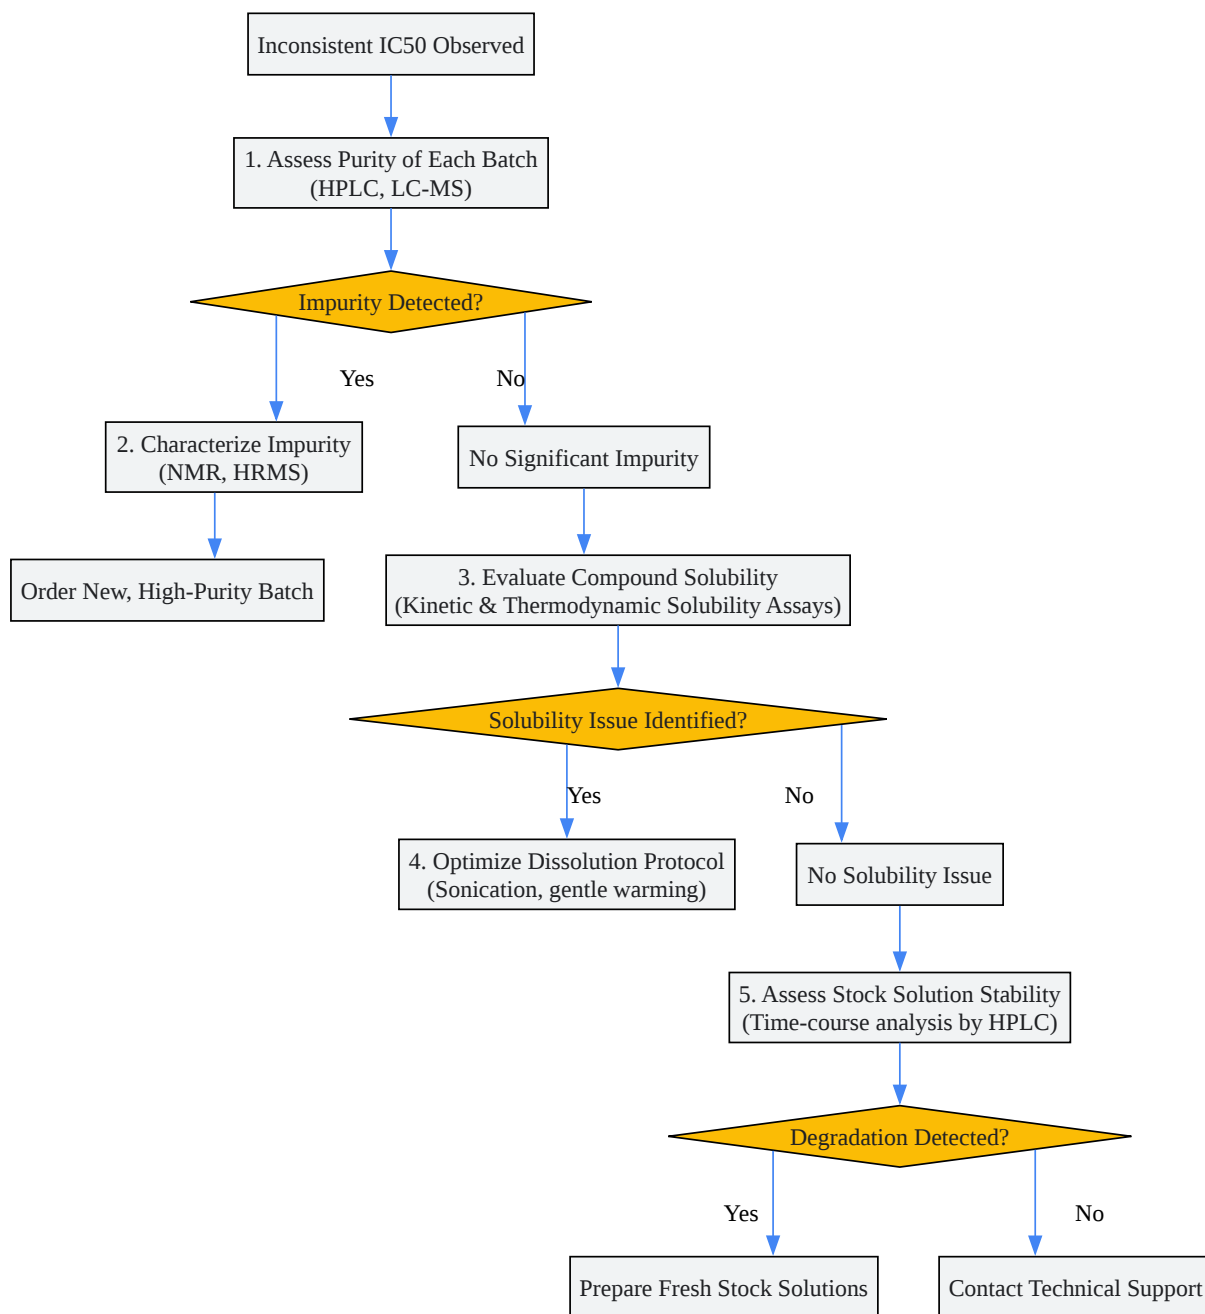 Inconsistent IC50 Observed
1. Assess Purity of Each Batch
(HPLC, LC-MS)
Impurity Detected?
Yes
No
2. Characterize Impurity
(NMR, HRMS)
No Significant Impurity
Order New, High-Purity Batch
3. Evaluate Compound Solubility
(Kinetic & Thermodynamic Solubility Assays)
Solubility Issue Identified?
Yes
No
4. Optimize Dissolution Protocol
(Sonication, gentle warming)
No Solubility Issue
5. Assess Stock Solution Stability
(Time-course analysis by HPLC)
Degradation Detected?
Yes
No
Prepare Fresh Stock Solutions
Contact Technical Support